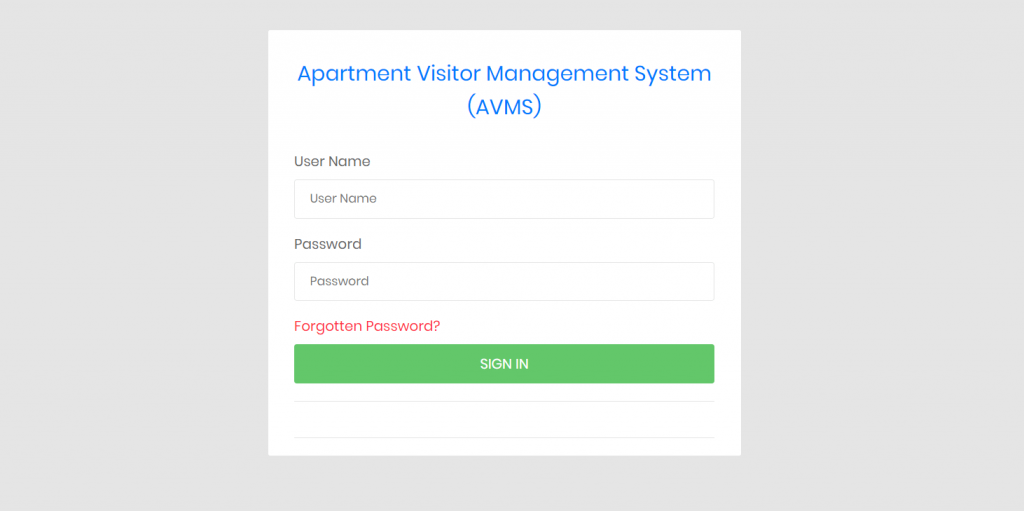 Apartment Visitor Management System
(AVMS)
User Name
User Name
Password
Password
Forgotten Password?
SIGN IN